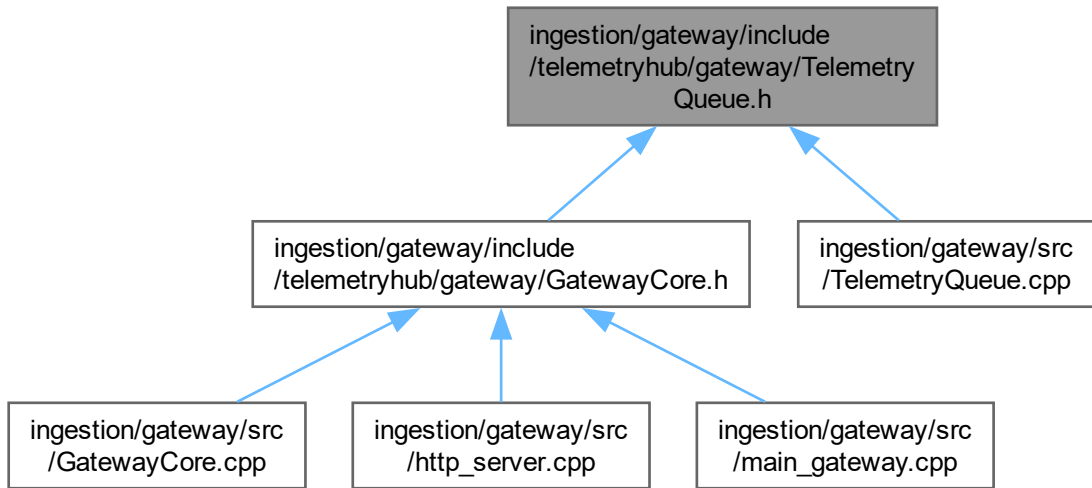 ingestion/gateway/include
/telemetryhub/gateway/Telemetry
Queue.h
ingestion/gateway/include
/telemetryhub/gateway/GatewayCore.h
ingestion/gateway/src
/TelemetryQueue.cpp
ingestion/gateway/src
/GatewayCore.cpp
ingestion/gateway/src
/http_server.cpp
ingestion/gateway/src
/main_gateway.cpp